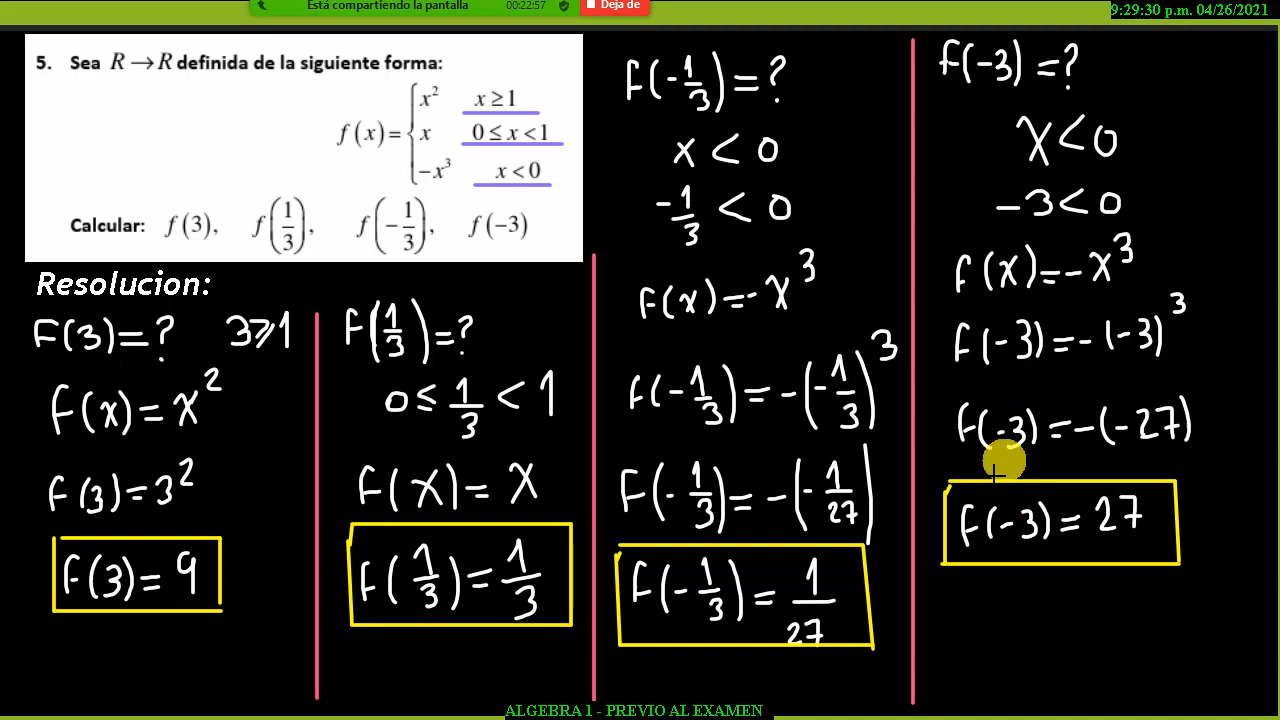 Está compartiendo la pantalla
00:22:57
Deja de
9:29:30 p.m. 04/26/2021
5. Sea R→R definida de la siguiente forma:
f(x) = { x² x ≥ 1
x 0 ≤ x < 1
−x³ x < 0
Calcular: f(3), f(1/3), f(−1/3), f(−3)
Resolucion:
F(3) = ? 3 ≥ 1
F(x) = x²
F(3) = 3²
F(3) = 9
F(1/3) = ?
0 ≤ 1/3 < 1
F(x) = x
F(1/3) = 1/3
F(-1/3) = ?
x < 0
-1/3 < 0
F(x) = -x³
F(-1/3) = -(-1/3)³
F(-1/3) = -(-1/27)
F(-1/3) = 1/27
F(-3) = ?
x < 0
-3 < 0
F(x) = -x³
F(-3) = -(-3)³
F(-3) = -(-27)
F(-3) = 27
ALGEBRA 1 - PREVIO AL EXAMEN